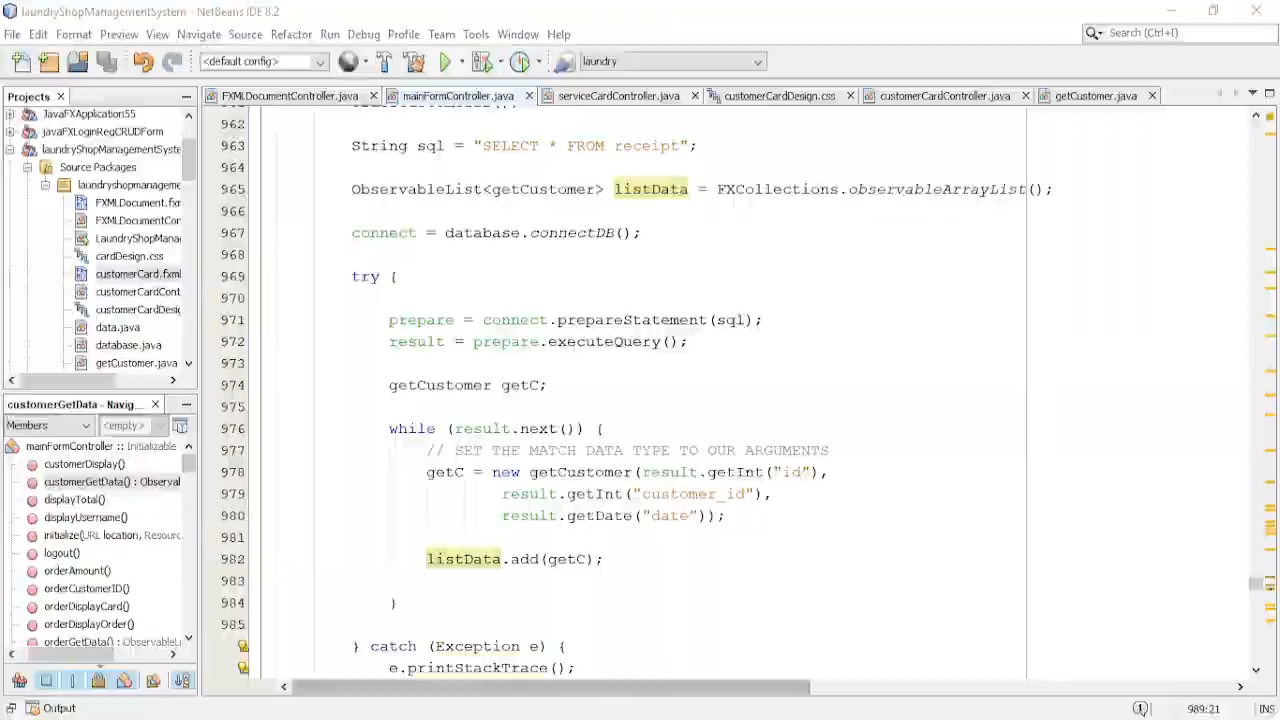 laundryShopManagementSystem - NetBeans IDE 8.2
File Edit Format Preview View Navigate Source Refactor Run Debug Profile Team Tools Window Help
Search (Ctrl+I)
<default config>
laundry
Projects
FXMLDocumentController.java
mainFormController.java
serviceCardController.java
customerCardDesign.css
customerCardController.java
getCustomer.java
JavaFXApplication55
javaFXLoginRegCRUDForm
laundryShopManagementSyste
Source Packages
laundryshopmanageme
FXMLDocument.fxr
FXMLDocumentCor
LaundryShopMana
cardDesign.css
customerCard.fxml
customerCardCont
customerCardDesig
data.java
database.java
getCustomer.java
customerGetData - Navig...
Members
<empty>
mainFormController :: Initializable
customerDisplay()
customerGetData() : Observal
displayTotal()
displayUsername()
initialize(URL location, Resourc
logout()
orderAmount()
orderCustomerID()
orderDisplayCard()
orderDisplayOrder()
orderGetData() : ObservableLi
962
963 String sql = "SELECT * FROM receipt";
964
965 ObservableList<getCustomer> listData = FXCollections.observableArrayList();
966
967 connect = database.connectDB();
968
969 try {
970
971 prepare = connect.prepareStatement(sql);
972 result = prepare.executeQuery();
973
974 getCustomer getC;
975
976 while (result.next()) {
977 // SET THE MATCH DATA TYPE TO OUR ARGUMENTS
978 getC = new getCustomer(result.getInt("id"),
979 result.getInt("customer_id"),
980 result.getDate("date"));
981
982 listData.add(getC);
983
984 }
985
} catch (Exception e) {
e.printStackTrace();
Output
989:21
INS